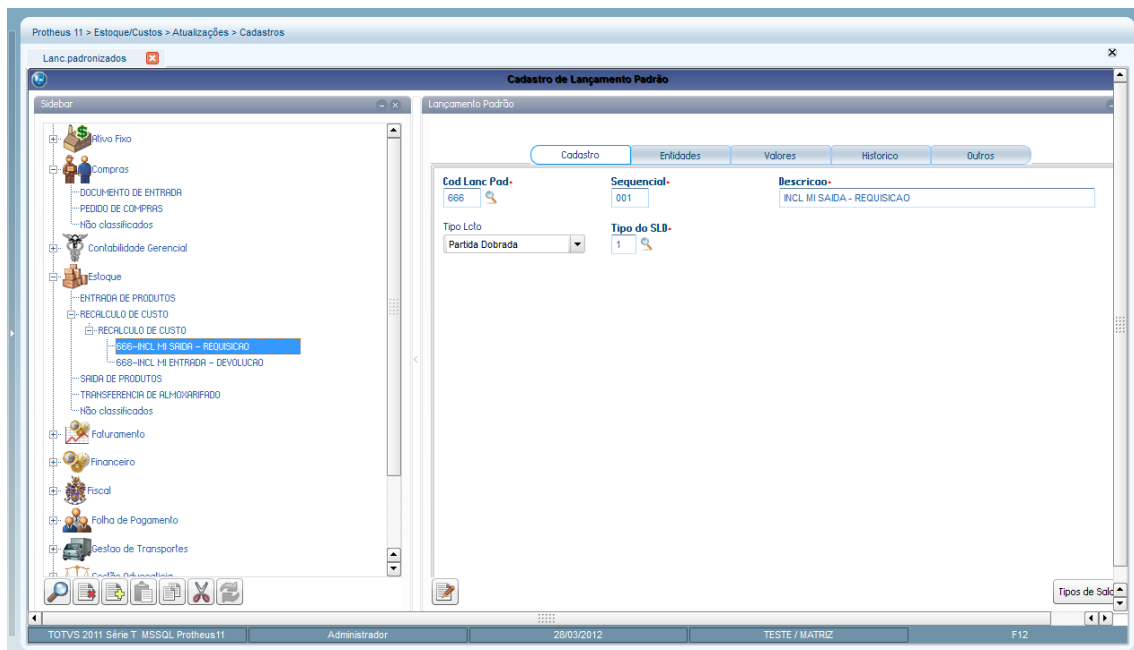 Protheus 11 > Estoque/Custos > Atualizações > Cadastros
Lanc.padronizados
Cadastro de Lançamento Padrão
Sidebar
Lançamento Padrão
Ativo Fixo
Compras
DOCUMENTO DE ENTRADA
PEDIDO DE COMPRAS
Não classificados
Contabilidade Gerencial
Estoque
ENTRADA DE PRODUTOS
RECALCULO DE CUSTO
RECALCULO DE CUSTO
666-INCL MI SAIDA - REQUISICAO
668-INCL MI ENTRADA - DEVOLUCAO
SAIDA DE PRODUTOS
TRANSFERENCIA DE ALMOXARIFADO
Não classificados
Faturamento
Financeiro
Fiscal
Folha de Pagamento
Gestao de Transportes
Cadastro Entidades Valores Historico Outros
Cod Lanc Pad Sequencial Descricao
666 001 INCL MI SAIDA - REQUISICAO
Tipo Lcto Tipo do SLD
Partida Dobrada 1
Tipos de Sald
TOTVS 2011 Série T MSSQL Protheus11 Administrador 28/03/2012 TESTE / MATRIZ F12